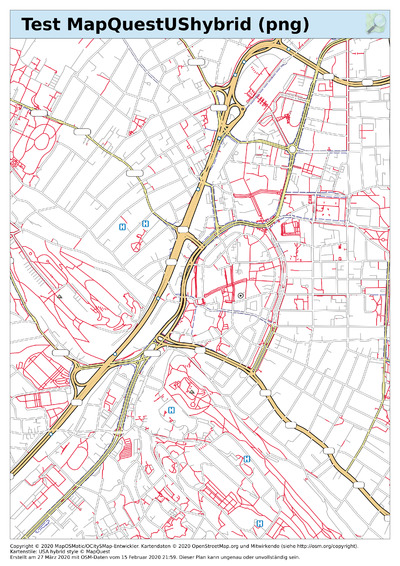 Test MapQuestUShybrid (png)
H
H
H
H
H
Copyright © 2020 MapOSMatic/OCitySMap-Entwickler. Kartendaten © 2020 OpenStreetMap.org und Mitwirkende (siehe http://osm.org/copyright).
Kartenstile: USA hybrid style © MapQuest
Erstellt am 27 März 2020 mit OSM-Daten vom 15 Februar 2020 21:59. Dieser Plan kann ungenau oder unvollständig sein.